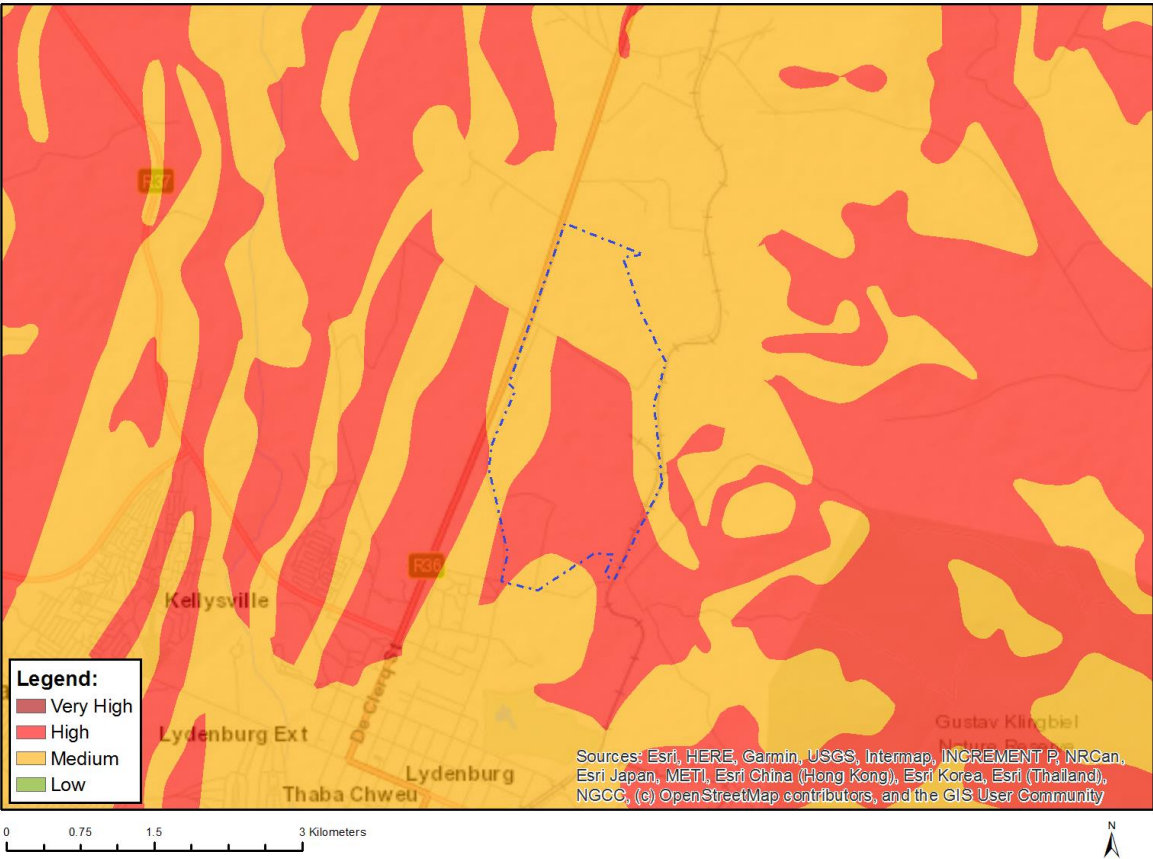 R37
R36
Kellysville
De Clerq St
Legend:
Very High
High
Medium
Low
Lydenburg Ext
Lydenburg
Thaba Chweu
Gustav Klingbiel
Nature Reserve
Sources: Esri, HERE, Garmin, USGS, Intermap, INCREMENT P, NRCan,
Esri Japan, METI, Esri China (Hong Kong), Esri Korea, Esri (Thailand),
NGCC, (c) OpenStreetMap contributors, and the GIS User Community
0 0.75 1.5 3 Kilometers
N